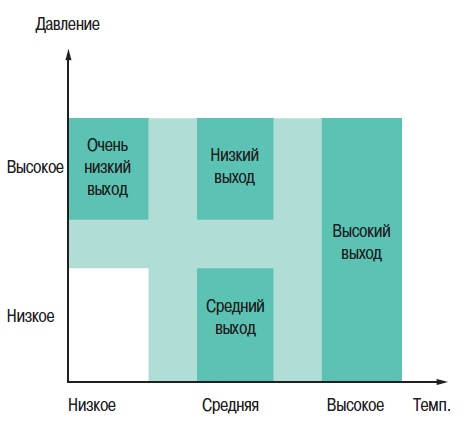 Давление
Высокое
Очень
низкий
выход
Низкий
выход
Высокий
выход
Низкое
Средний
выход
Низкое
Средняя
Высокое
Темп.